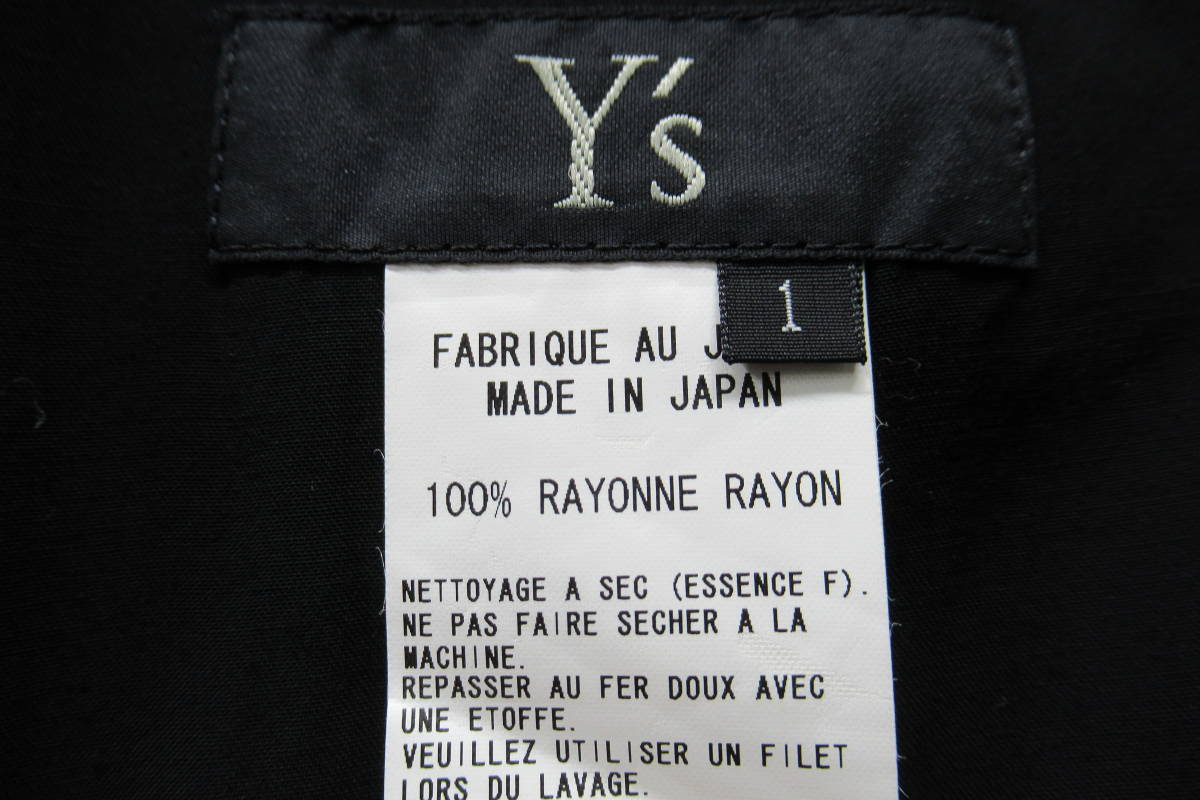 Y's
1
FABRIQUE AU
MADE IN JAPAN
100% RAYONNE RAYON
NETTOYAGE A SEC (ESSENCE F).
NE PAS FAIRE SECHER A LA
MACHINE.
REPASSER AU FER DOUX AVEC
UNE ETOFFE.
VEUILLEZ UTILISER UN FILET
LORS DU LAVAGE.